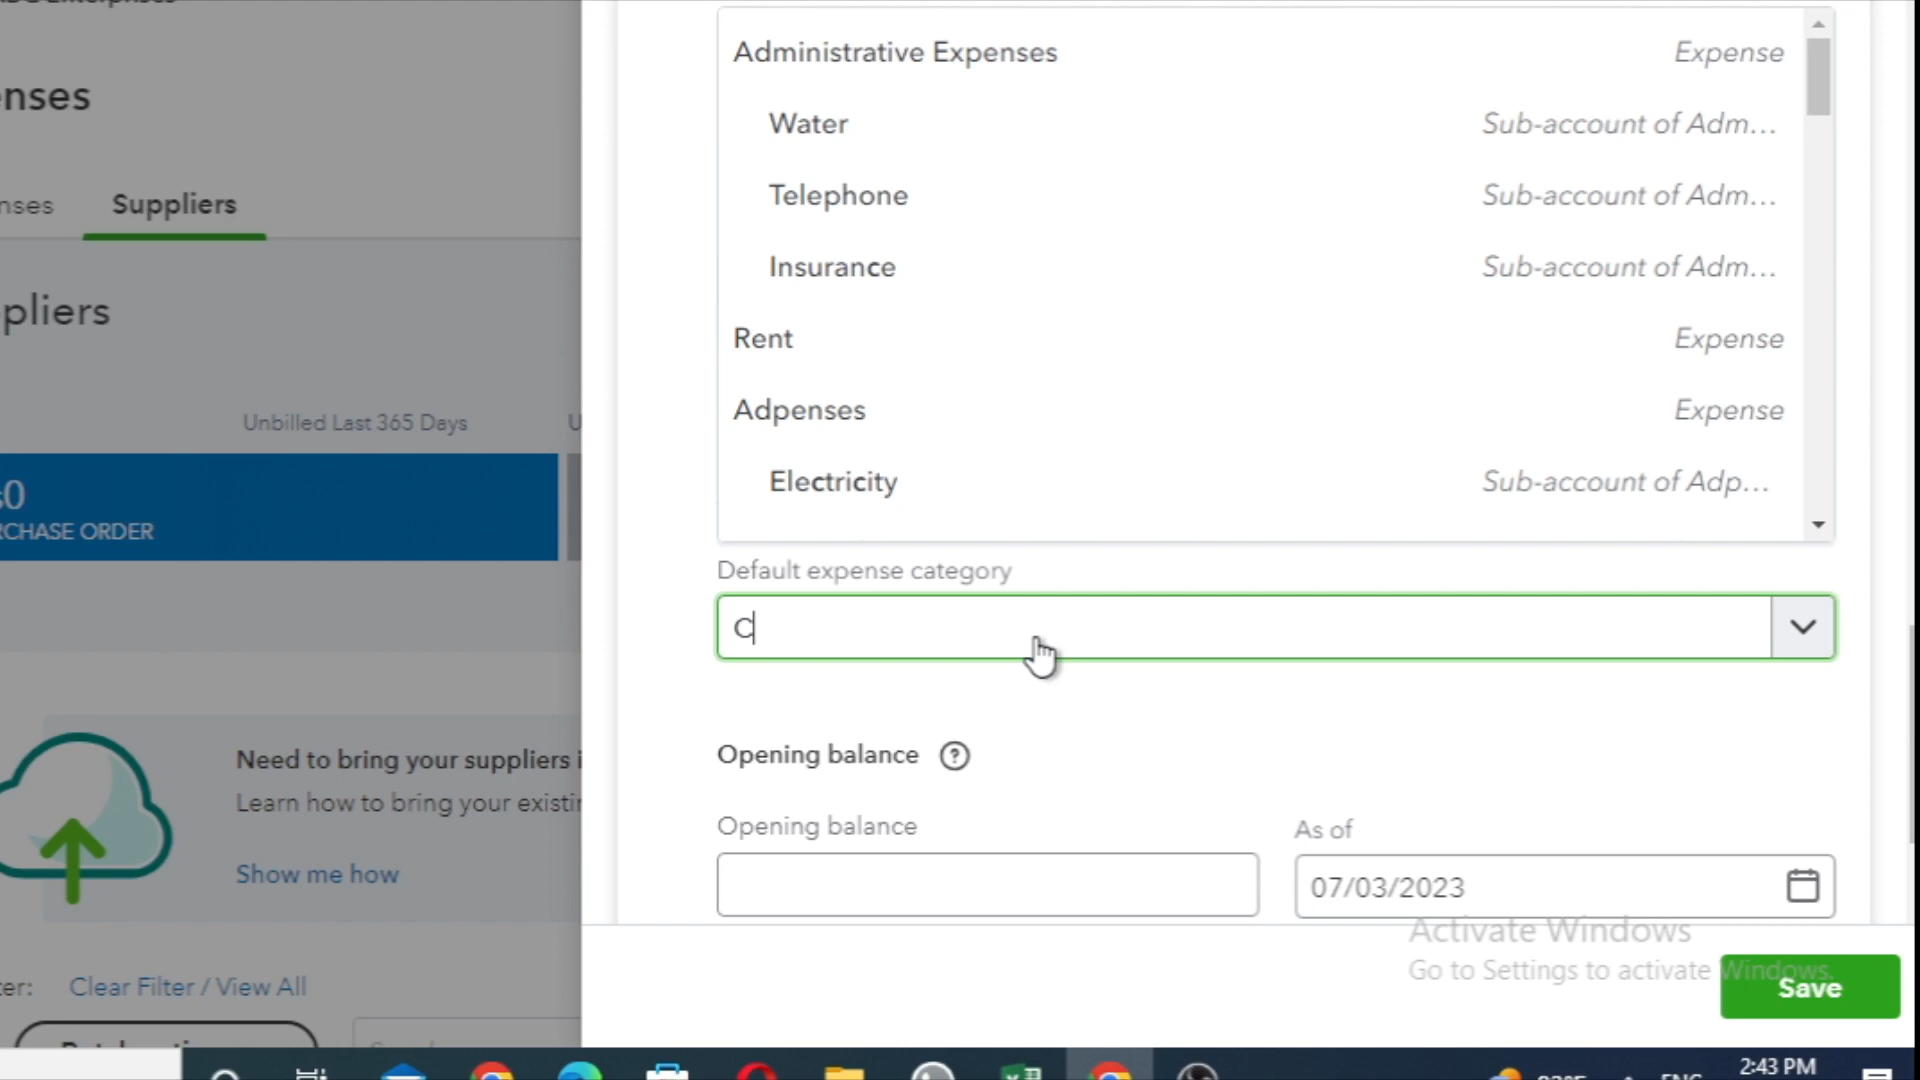 enses
nses
Suppliers
pliers
Unbilled Last 365 Days
U
0
RCHASE ORDER
Need to bring your suppliers i
Learn how to bring your existin
Show me how
er:
Clear Filter / View All
Administrative Expenses Expense
Water Sub-account of Adm...
Telephone Sub-account of Adm...
Insurance Sub-account of Adm...
Rent Expense
Adpenses Expense
Electricity Sub-account of Adp...
Default expense category
C
Opening balance ?
Opening balance
As of
07/03/2023
Activate Windows
Go to Settings to activate Windows.
Save
2:43 PM